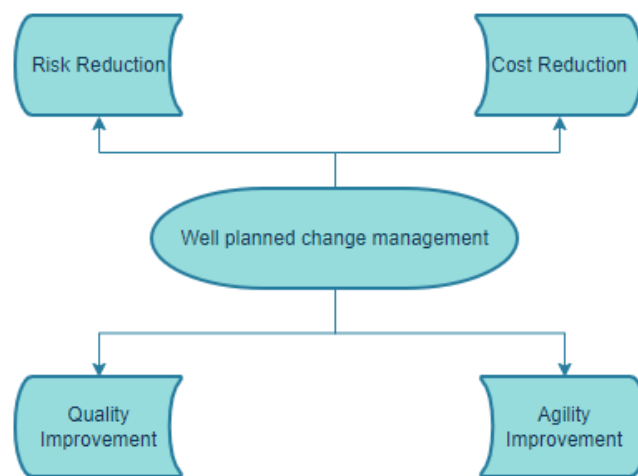 Risk Reduction
Cost Reduction
Well planned change management
Quality
Improvement
Agility
Improvement